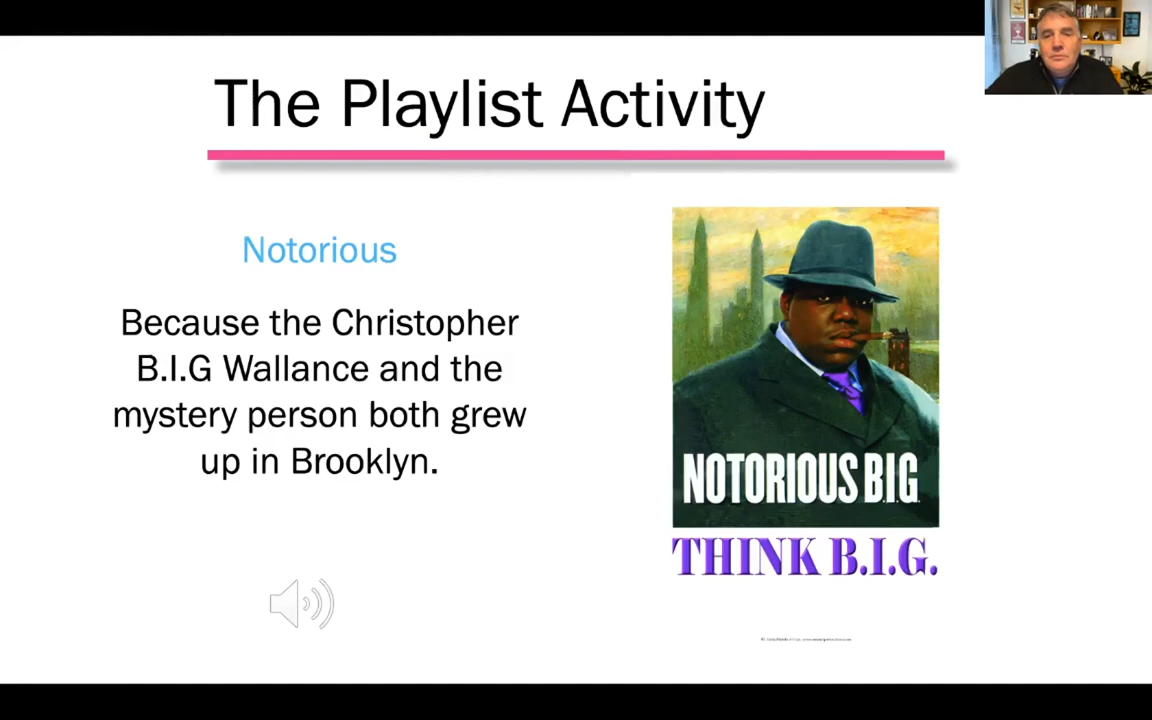 The Playlist Activity
Notorious
Because the Christopher
B.I.G Wallance and the
mystery person both grew
up in Brooklyn.
NOTORIOUS B.I.G.
THINK B.I.G.